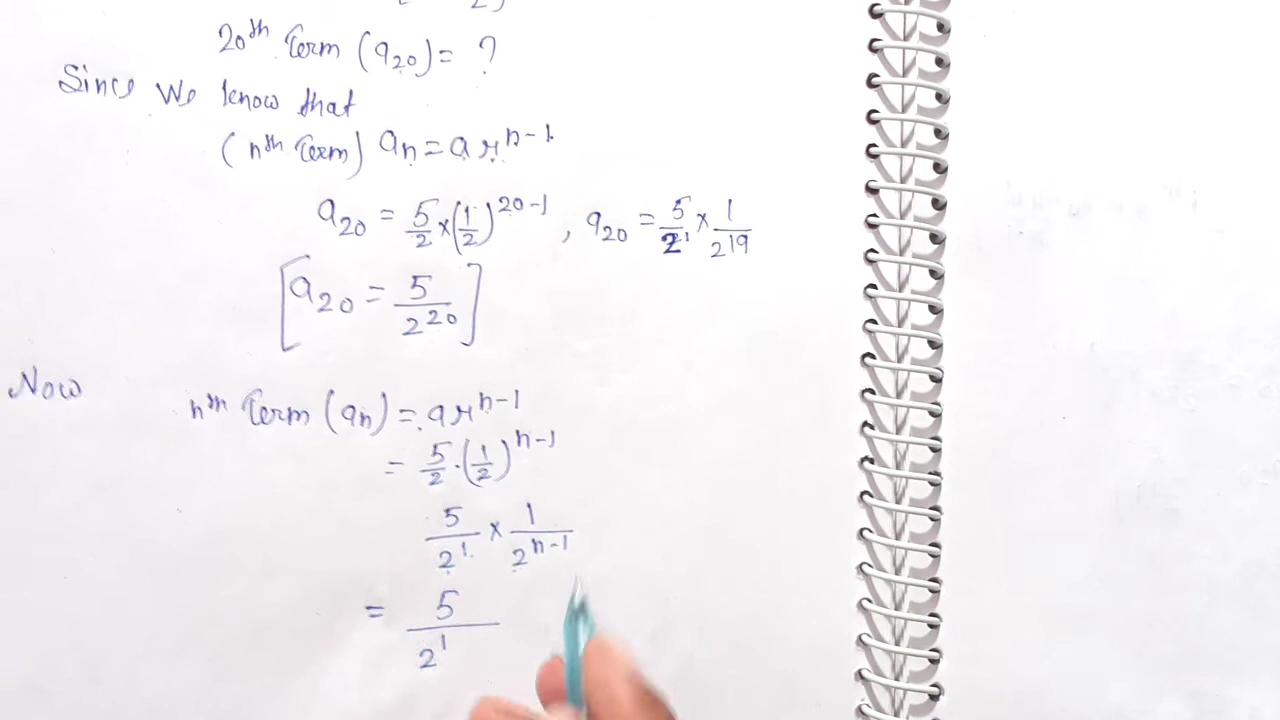 20th Term (a20) = ?
Since We know that
(nth Term) an = ar^n-1
a20 = 5/2 × (1/2)^20-1 , a20 = 5/2^1 × 1/2^19
[a20 = 5/2^20]
Now nth Term (an) = ar^n-1
= 5/2 · (1/2)^n-1
5/2^1 × 1/2^n-1
= 5/2^1